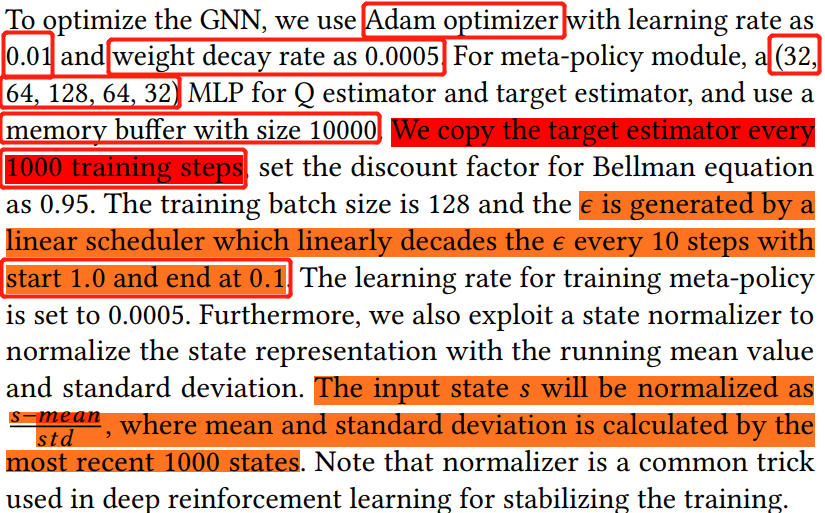 To optimize the GNN, we use Adam optimizer with learning rate as
0.01 and weight decay rate as 0.0005. For meta-policy module, a (32,
64, 128, 64, 32) MLP for Q estimator and target estimator, and use a
memory buffer with size 10000. We copy the target estimator every
1000 training steps, set the discount factor for Bellman equation
as 0.95. The training batch size is 128 and the ϵ is generated by a
linear scheduler which linearly decades the ϵ every 10 steps with
start 1.0 and end at 0.1. The learning rate for training meta-policy
is set to 0.0005. Furthermore, we also exploit a state normalizer to
normalize the state representation with the running mean value
and standard deviation. The input state s will be normalized as
s−mean/std, where mean and standard deviation is calculated by the
most recent 1000 states. Note that normalizer is a common trick
used in deep reinforcement learning for stabilizing the training.